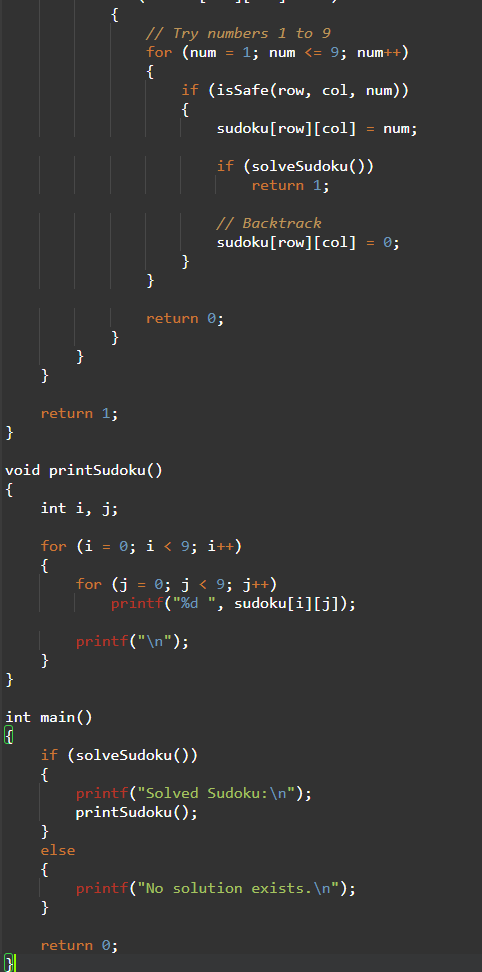 {
// Try numbers 1 to 9
for (num = 1; num <= 9; num++)
{
if (isSafe(row, col, num))
{
sudoku[row][col] = num;
if (solveSudoku())
return 1;
// Backtrack
sudoku[row][col] = 0;
}
}
return 0;
}
}
}
return 1;
}
void printSudoku()
{
int i, j;
for (i = 0; i < 9; i++)
{
for (j = 0; j < 9; j++)
printf("%d ", sudoku[i][j]);
printf("\n");
}
}
int main()
{
if (solveSudoku())
{
printf("Solved Sudoku:\n");
printSudoku();
}
else
{
printf("No solution exists.\n");
}
return 0;
}